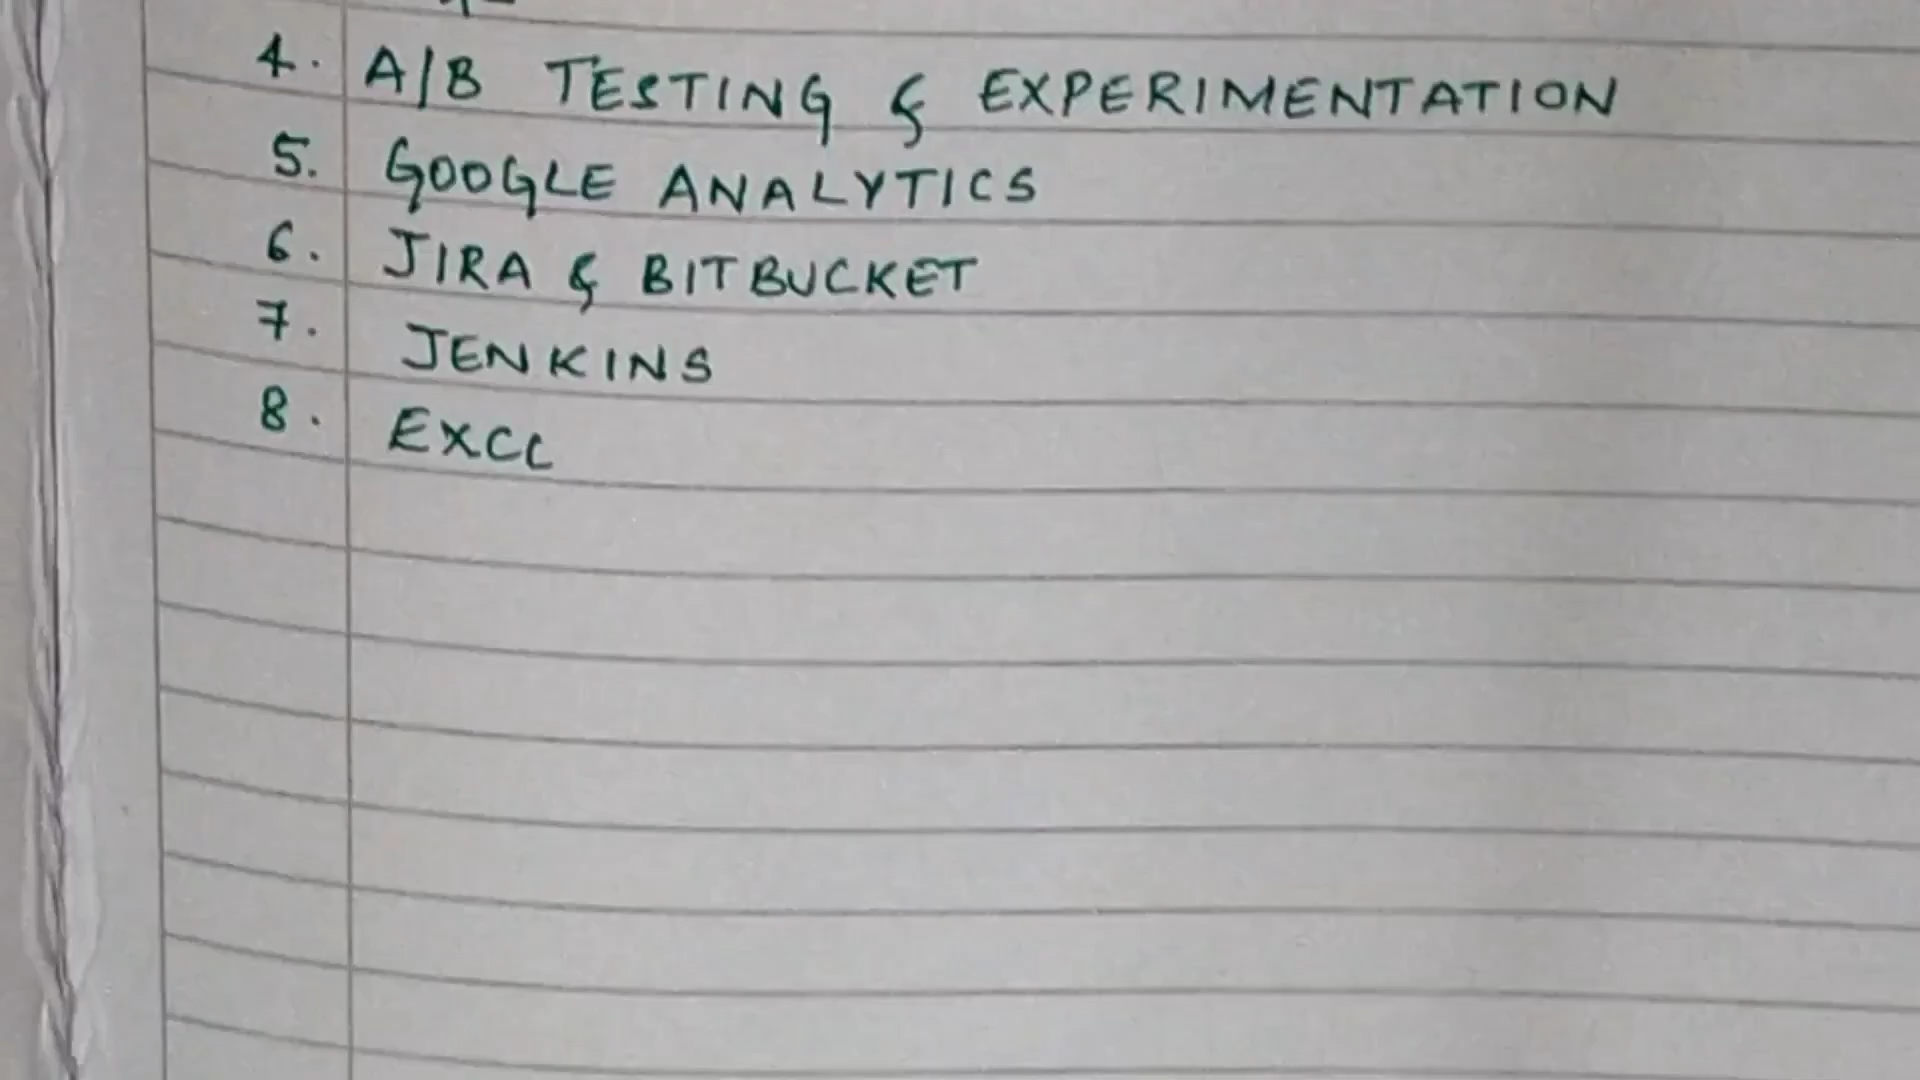 4. A/B TESTING & EXPERIMENTATION
5. GOOGLE ANALYTICS
6. JIRA & BITBUCKET
7. JENKINS
8. EXCL